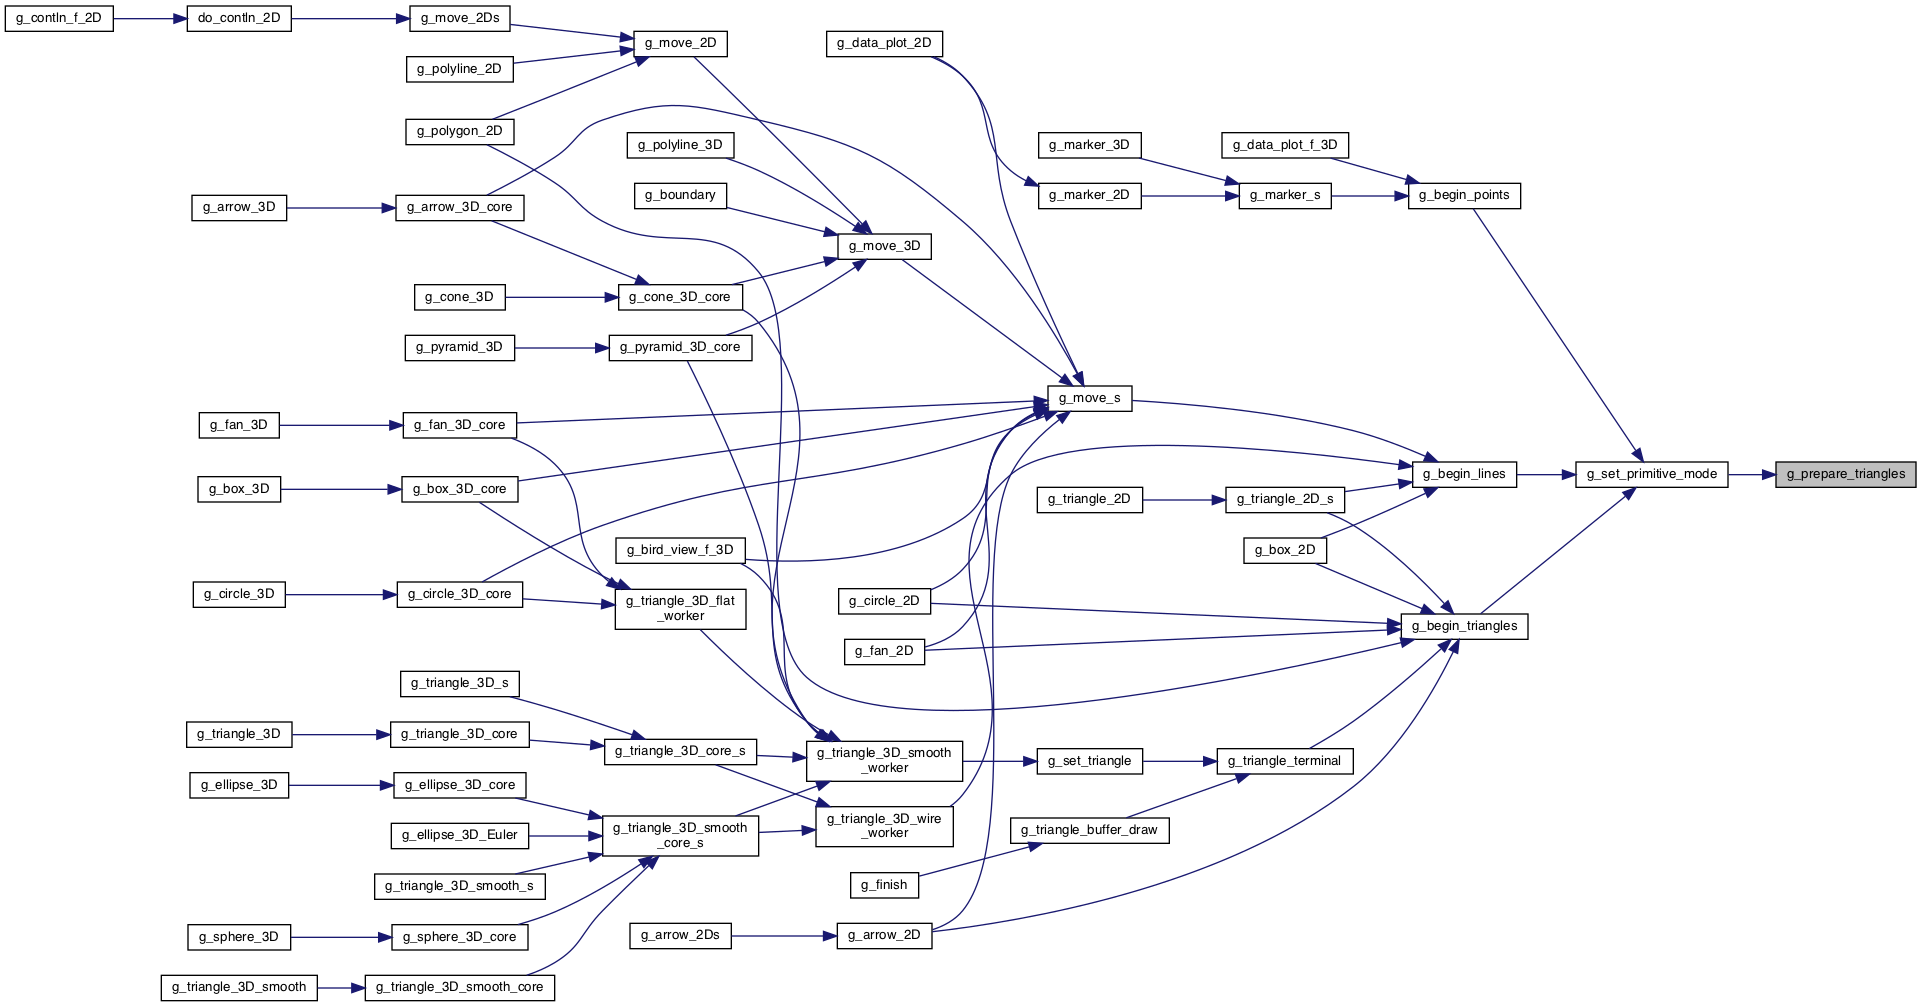 g_contln_f_2D
do_contln_2D
g_move_2Ds
g_move_2D
g_data_plot_2D
g_polyline_2D
g_polygon_2D
g_polyline_3D
g_marker_3D
g_data_plot_f_3D
g_boundary
g_marker_2D
g_marker_s
g_begin_points
g_arrow_3D
g_arrow_3D_core
g_move_3D
g_cone_3D
g_cone_3D_core
g_pyramid_3D
g_pyramid_3D_core
g_move_s
g_fan_3D
g_fan_3D_core
g_begin_lines
g_set_primitive_mode
g_prepare_triangles
g_box_3D
g_box_3D_core
g_triangle_2D
g_triangle_2D_s
g_bird_view_f_3D
g_box_2D
g_circle_3D
g_circle_3D_core
g_triangle_3D_flat
_worker
g_circle_2D
g_begin_triangles
g_fan_2D
g_triangle_3D_s
g_triangle_3D
g_triangle_3D_core
g_triangle_3D_core_s
g_triangle_3D_smooth
_worker
g_set_triangle
g_triangle_terminal
g_ellipse_3D
g_ellipse_3D_core
g_ellipse_3D_Euler
g_triangle_3D_smooth
_core_s
g_triangle_3D_wire
_worker
g_triangle_buffer_draw
g_triangle_3D_smooth_s
g_finish
g_sphere_3D
g_sphere_3D_core
g_arrow_2Ds
g_arrow_2D
g_triangle_3D_smooth
g_triangle_3D_smooth_core